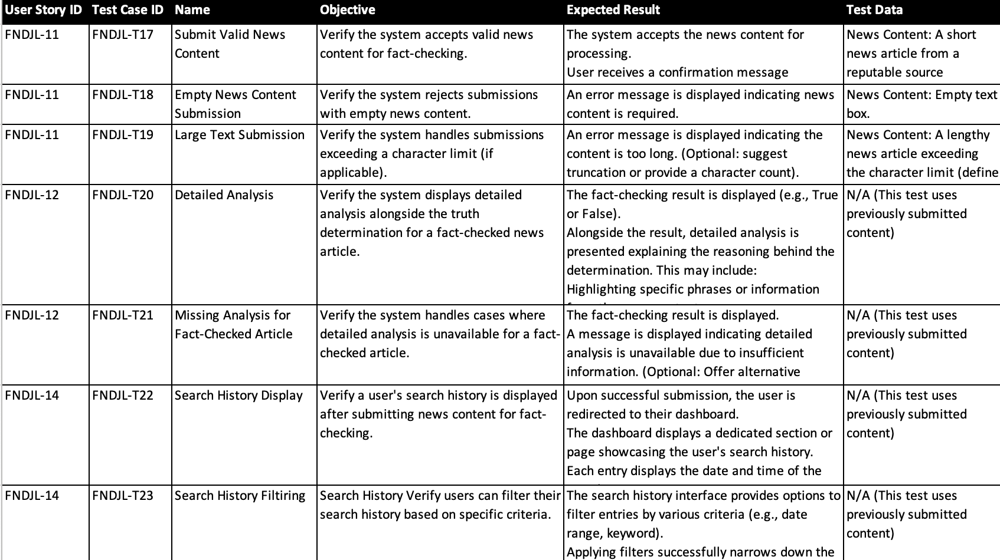 User Story ID Test Case ID Name Objective Expected Result Test Data
FNDJL-11 FNDJL-T17 Submit Valid News Verify the system accepts valid news The system accepts the news content for News Content: A short
Content content for fact-checking. processing. news article from a
User receives a confirmation message reputable source
FNDJL-11 FNDJL-T18 Empty News Content Verify the system rejects submissions An error message is displayed indicating news News Content: Empty text
Submission with empty news content. content is required. box.
FNDJL-11 FNDJL-T19 Large Text Submission Verify the system handles submissions An error message is displayed indicating the News Content: A lengthy
exceeding a character limit (if content is too long. (Optional: suggest news article exceeding
applicable). truncation or provide a character count). the character limit (define
FNDJL-12 FNDJL-T20 Detailed Analysis Verify the system displays detailed The fact-checking result is displayed (e.g., True N/A (This test uses
analysis alongside the truth or False). previously submitted
determination for a fact-checked news Alongside the result, detailed analysis is content)
article. presented explaining the reasoning behind the
determination. This may include:
Highlighting specific phrases or information
FNDJL-12 FNDJL-T21 Missing Analysis for Verify the system handles cases where The fact-checking result is displayed. N/A (This test uses
Fact-Checked Article detailed analysis is unavailable for a fact- A message is displayed indicating detailed previously submitted
checked article. analysis is unavailable due to insufficient content)
information. (Optional: Offer alternative
FNDJL-14 FNDJL-T22 Search History Display Verify a user's search history is displayed Upon successful submission, the user is N/A (This test uses
after submitting news content for fact- redirected to their dashboard. previously submitted
checking. The dashboard displays a dedicated section or content)
page showcasing the user's search history.
Each entry displays the date and time of the
FNDJL-14 FNDJL-T23 Search History Filtiring Search History Verify users can filter their The search history interface provides options to N/A (This test uses
search history based on specific criteria. filter entries by various criteria (e.g., date previously submitted
range, keyword). content)
Applying filters successfully narrows down the